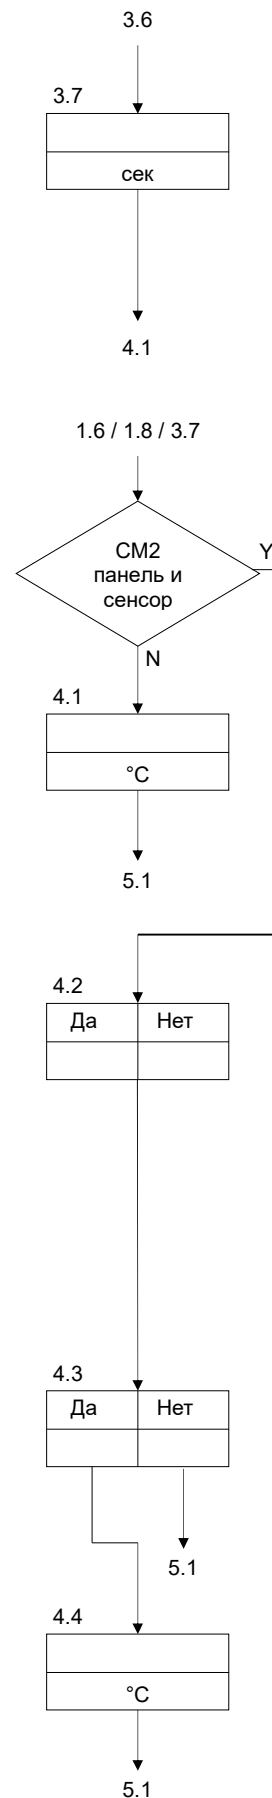 3.6
3.7
сек
4.1
1.6 / 1.8 / 3.7
СМ2
панель и
сенсор
Y
N
4.1
°C
5.1
4.2
Да Нет
4.3
Да Нет
5.1
4.4
°C
5.1